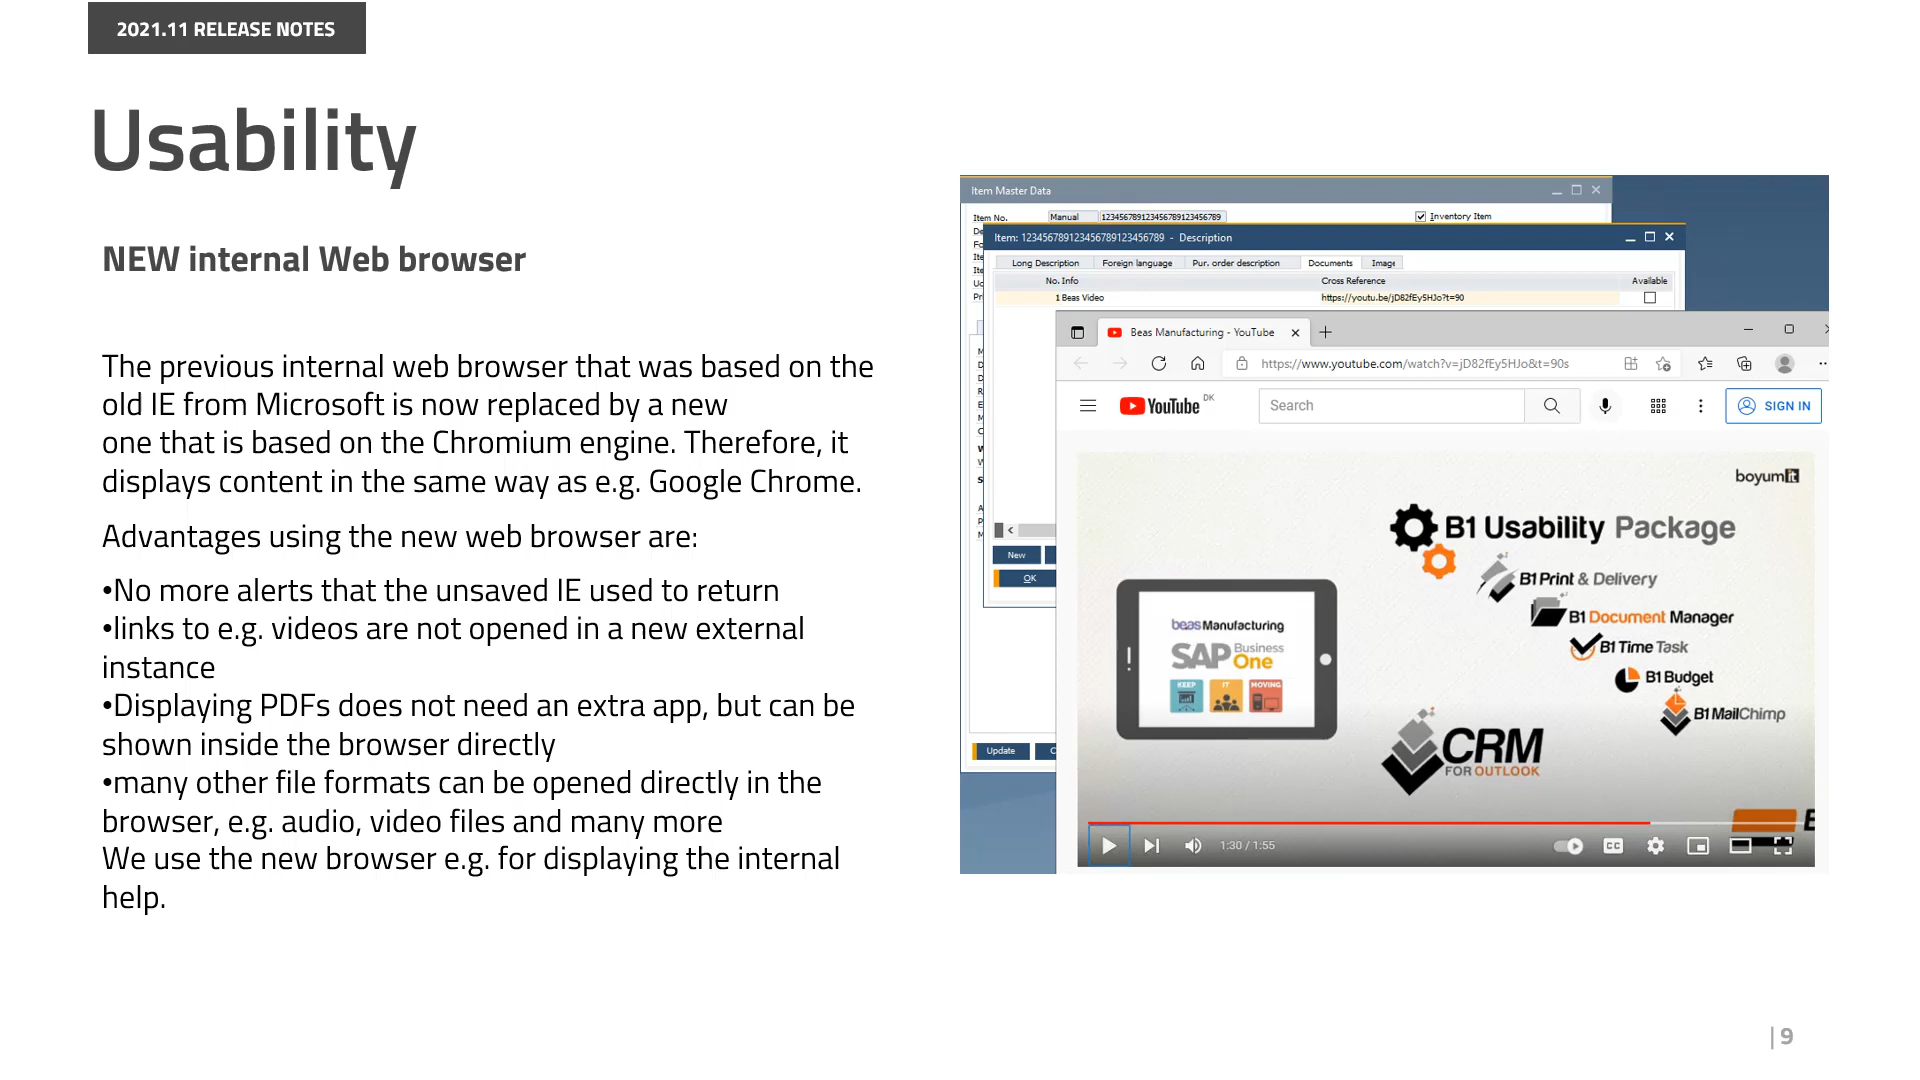 2021.11 RELEASE NOTES
Usability
NEW internal Web browser
The previous internal web browser that was based on the
old IE from Microsoft is now replaced by a new
one that is based on the Chromium engine. Therefore, it
displays content in the same way as e.g. Google Chrome.
Advantages using the new web browser are:
•No more alerts that the unsaved IE used to return
•links to e.g. videos are not opened in a new external
instance
•Displaying PDFs does not need an extra app, but can be
shown inside the browser directly
•many other file formats can be opened directly in the
browser, e.g. audio, video files and many more
We use the new browser e.g. for displaying the internal
help.
Item Master Data
Item No. Manual 123456789123456789123456789 Inventory Item
Item: 123456789123456789123456789 - Description
Long Description Foreign language Pur. order description Documents Image
No. Info Cross Reference Available
1 Beas Video https://youtu.be/jD82fEy5HJo?t=90
Beas Manufacturing - YouTube
https://www.youtube.com/watch?v=jD82fEy5HJo&t=90s
YouTube DK Search SIGN IN
New
OK
Update
boyumit
B1 Usability Package
B1 Print & Delivery
B1 Document Manager
B1 Time Task
B1 Budget
B1 MailChimp
beas Manufacturing
SAP Business One
KEEP IT MOVING
CRM
FOR OUTLOOK
1:30 / 1:55
CC
| 9